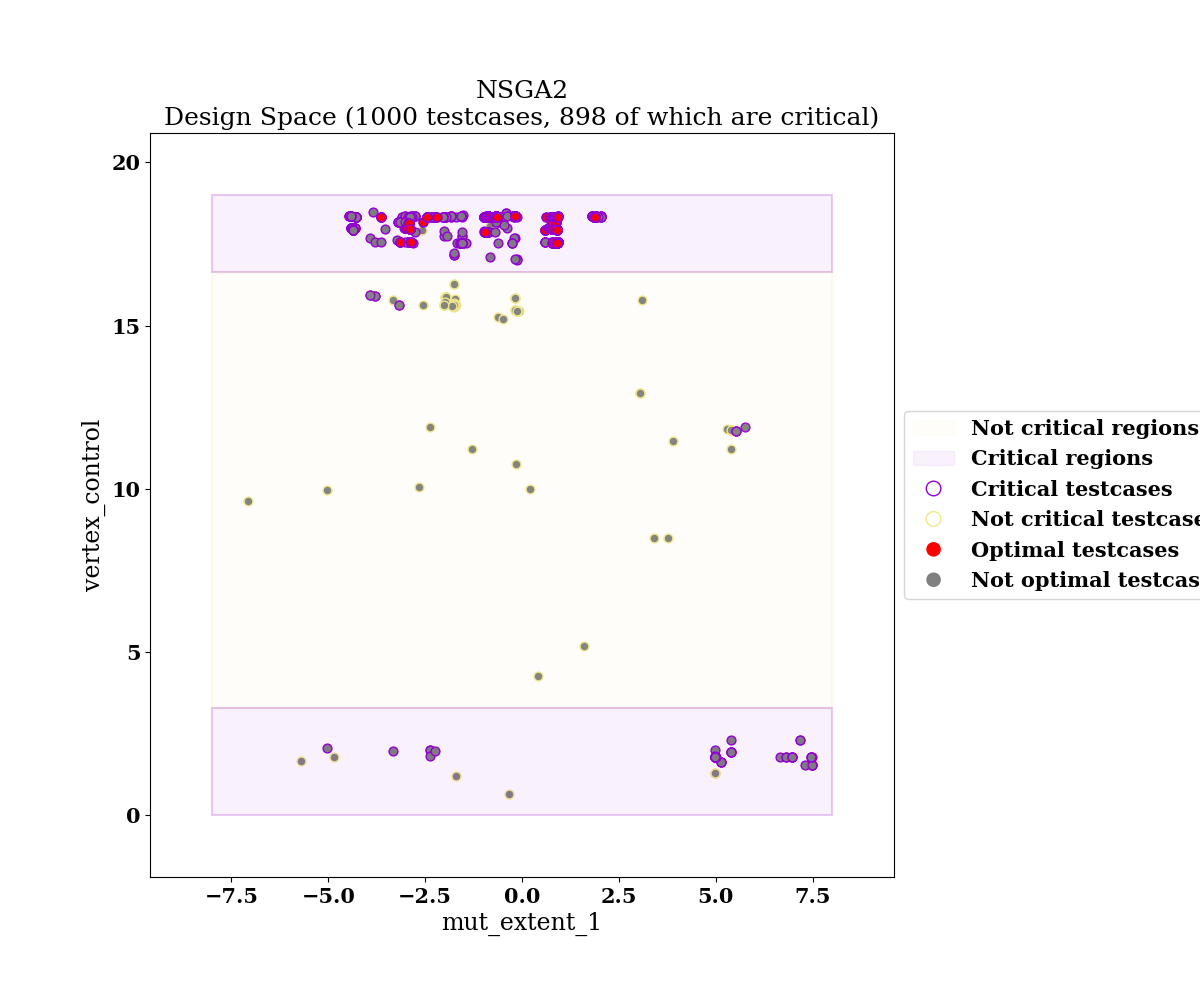 NSGA2
Design Space (1000 testcases, 898 of which are critical)
20
15
10
5
0
vertex_control
−7.5
−5.0
−2.5
0.0
2.5
5.0
7.5
mut_extent_1
Not critical regions
Critical regions
Critical testcases
Not critical testcase
Optimal testcases
Not optimal testcas